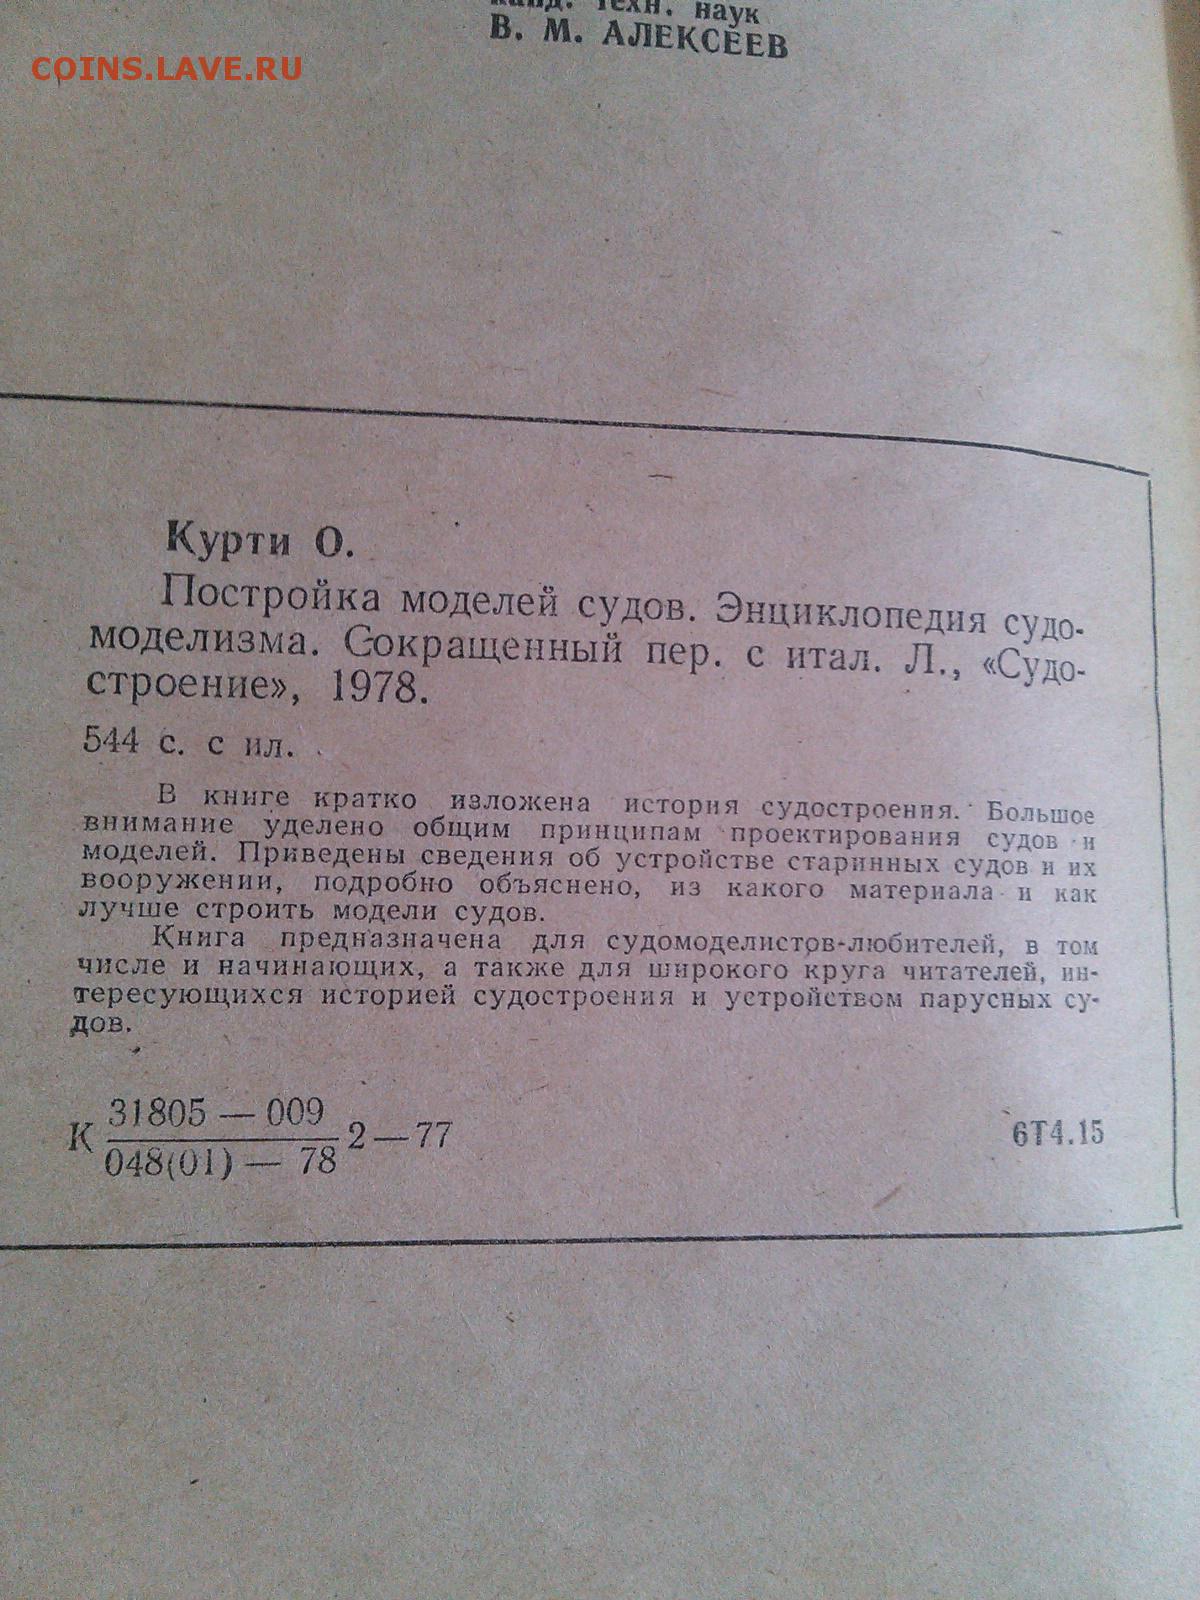 канд. техн. наук
В. М. АЛЕКСЕЕВ
COINS.LAVE.RU
Курти О.
Постройка моделей судов. Энциклопедия судо-
моделизма. Сокращенный пер. с итал. Л., «Судо-
строение», 1978.
544 с. с ил.
В книге кратко изложена история судостроения. Большое
внимание уделено общим принципам проектирования судов и
моделей. Приведены сведения об устройстве старинных судов и их
вооружении, подробно объяснено, из какого материала и как
лучше строить модели судов.
Книга предназначена для судомоделистов-любителей, в том
числе и начинающих, а также для широкого круга читателей, ин-
тересующихся историей судостроения и устройством парусных су-
дов.
31805 — 009
К 2—77
048(01) — 78
6Т4.15